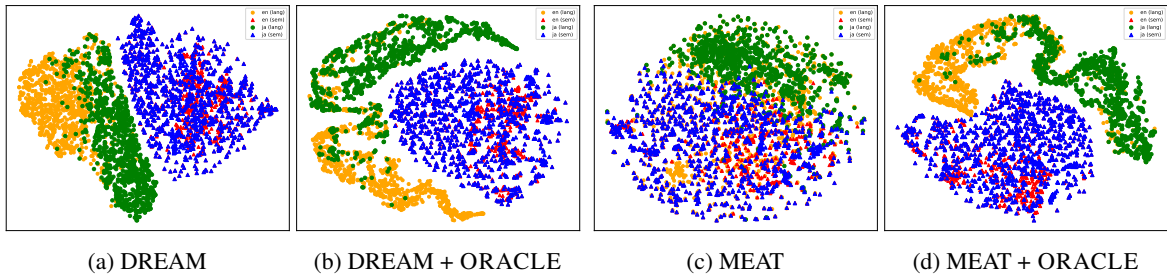 en (lang)
en (sem)
ja (lang)
ja (sem)
en (lang)
en (sem)
ja (lang)
ja (sem)
en (lang)
en (sem)
ja (lang)
ja (sem)
en (lang)
en (sem)
ja (lang)
ja (sem)
(a) DREAM
(b) DREAM + ORACLE
(c) MEAT
(d) MEAT + ORACLE